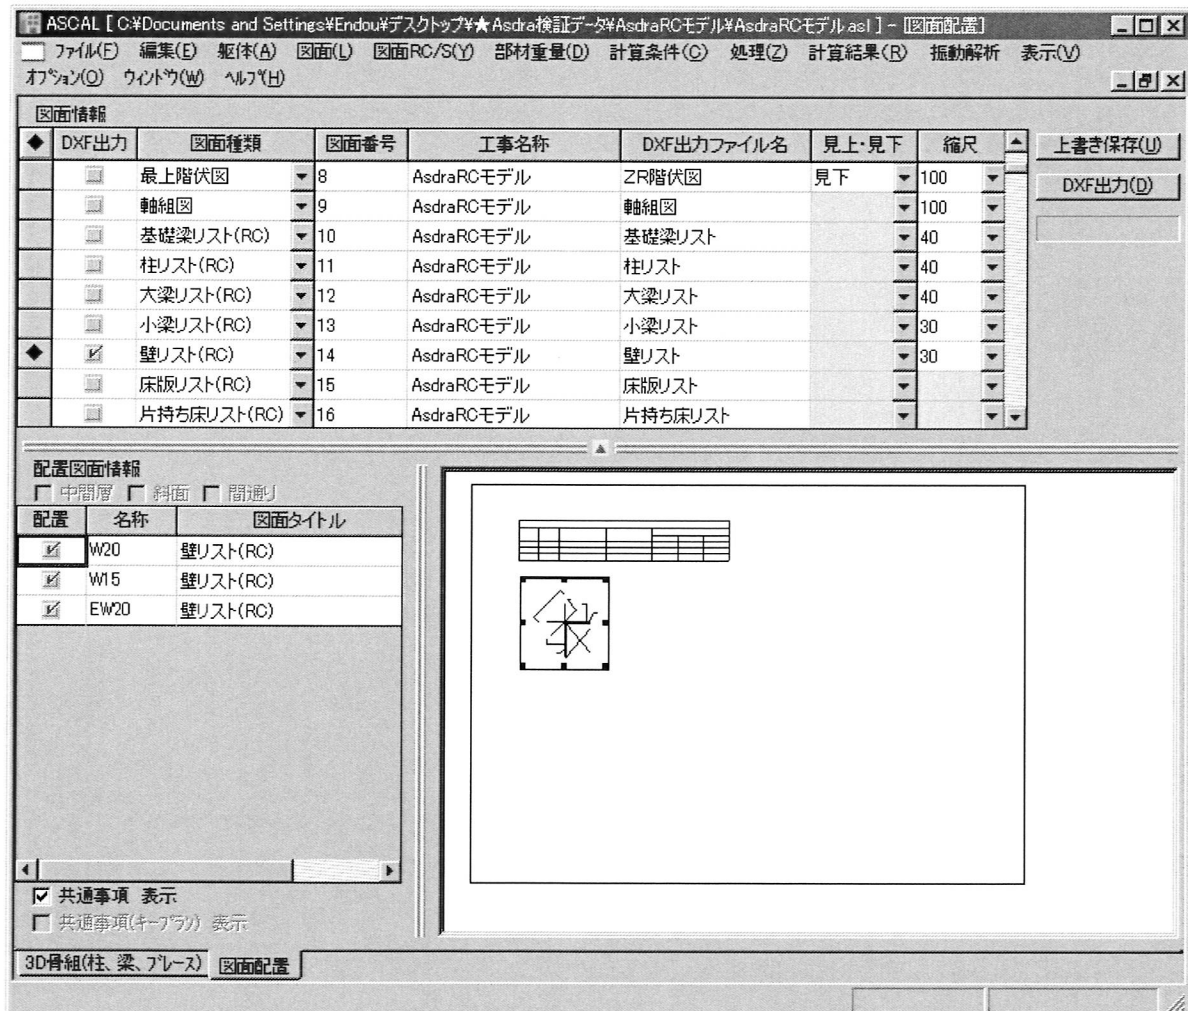 ASCAL [ C:¥Documents and Settings¥Endou¥デスクトップ¥★Asdra検証データ¥AsdraRCモデル¥AsdraRCモデル.asl ] - [図面配置]
ファイル(F) 編集(E) 躯体(A) 図面(L) 図面RC/S(Y) 部材重量(D) 計算条件(C) 処理(Z) 計算結果(R) 振動解析 表示(V)
オプション(O) ウィンドウ(W) ヘルプ(H)
図面情報
◆ DXF出力 図面種類 図面番号 工事名称 DXF出力ファイル名 見上・見下 縮尺 上書き保存(U)
最上階伏図 8 AsdraRCモデル ZR階伏図 見下 100 DXF出力(D)
軸組図 9 AsdraRCモデル 軸組図 100
基礎梁リスト(RC) 10 AsdraRCモデル 基礎梁リスト 40
柱リスト(RC) 11 AsdraRCモデル 柱リスト 40
大梁リスト(RC) 12 AsdraRCモデル 大梁リスト 40
小梁リスト(RC) 13 AsdraRCモデル 小梁リスト 30
◆ 壁リスト(RC) 14 AsdraRCモデル 壁リスト 30
床版リスト(RC) 15 AsdraRCモデル 床版リスト
片持ち床リスト(RC) 16 AsdraRCモデル 片持ち床リスト
配置図面情報
中間層 斜面 間通り
配置 名称 図面タイトル
W20 壁リスト(RC)
W15 壁リスト(RC)
EW20 壁リスト(RC)
共通事項 表示
共通事項(キープラン) 表示
3D骨組(柱、梁、ブレース) 図面配置